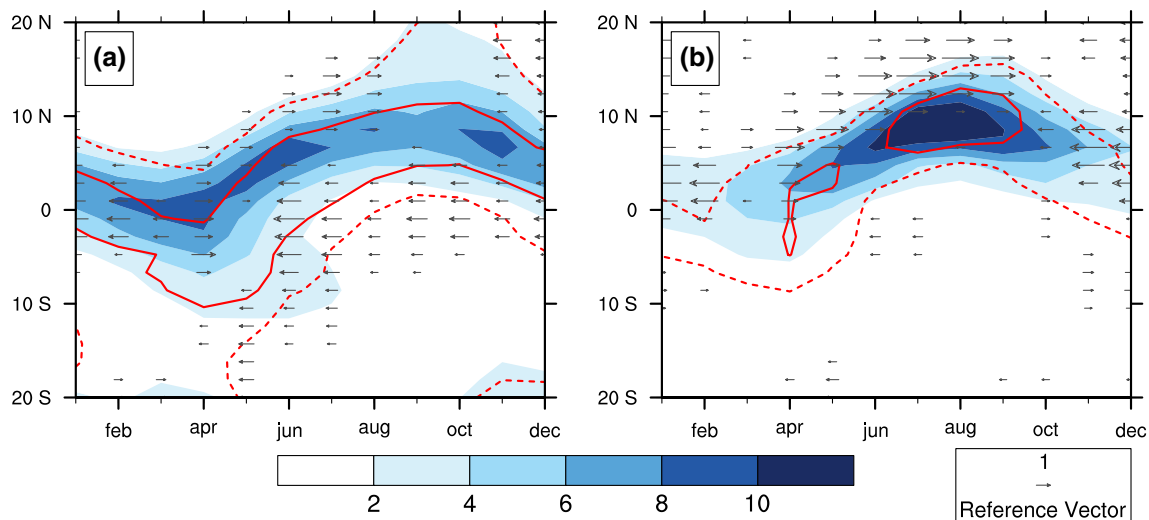 20 N
10 N
0
10 S
20 S
(a)
feb apr jun aug oct dec
20 N
10 N
0
10 S
20 S
(b)
feb apr jun aug oct dec
2 4 6 8 10
1
Reference Vector